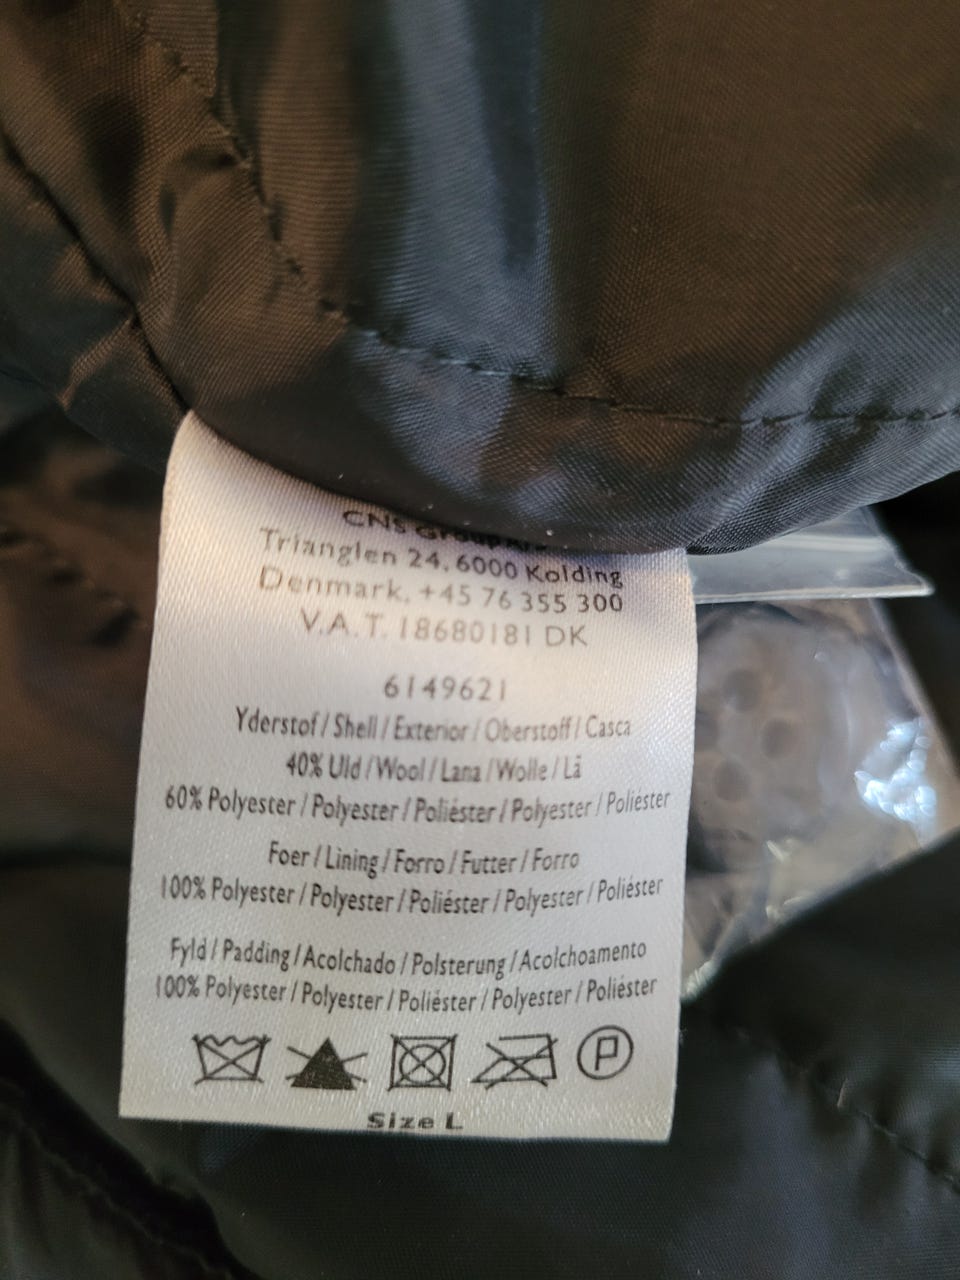 CNS Group A/S
Trianglen 24, 6000 Kolding
Denmark, +45 76 355 300
V.A.T. 18680181 DK
6149621
Yderstof / Shell / Exterior / Oberstoff / Casca
40% Uld / Wool / Lana / Wolle / Lã
60% Polyester / Polyester / Poliéster / Polyester / Poliéster
Foer / Lining / Forro / Futter / Forro
100% Polyester / Polyester / Poliéster / Polyester / Poliéster
Fyld / Padding / Acolchado / Polsterung / Acolchoamento
100% Polyester / Polyester / Poliéster / Polyester / Poliéster
P
Size L